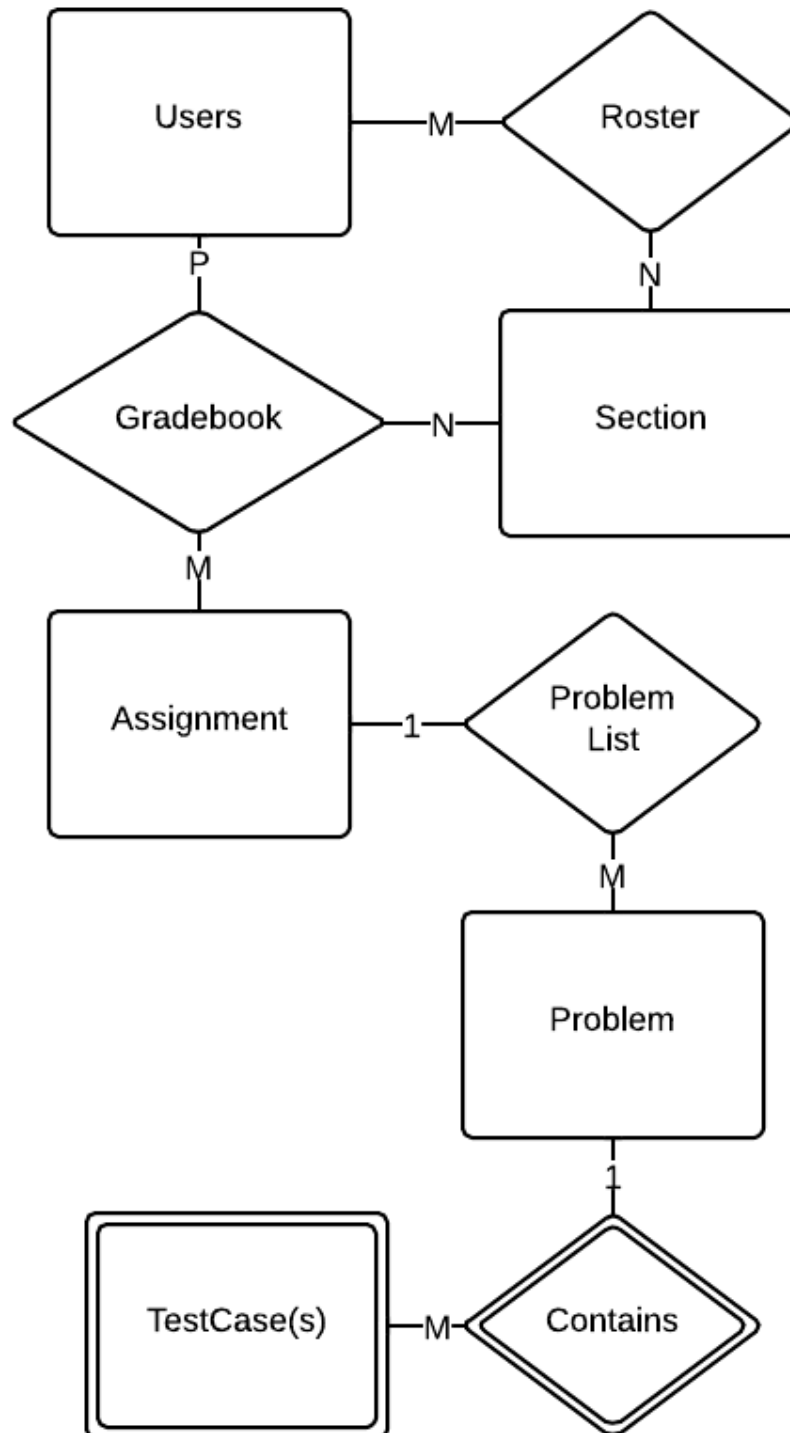 Users
M
Roster
P
N
Gradebook
N
Section
M
Assignment
1
Problem
List
M
Problem
1
TestCase(s)
M
Contains